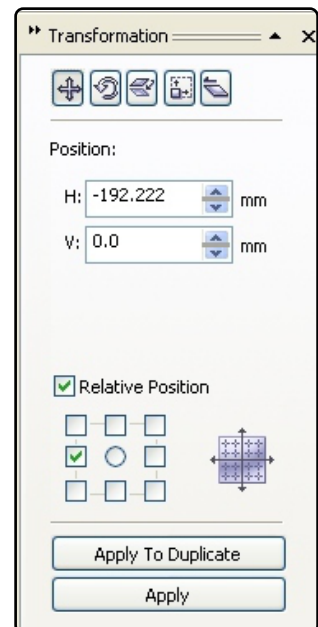 Transformation
Position:
H: -192.222 mm
V: 0.0 mm
Relative Position
Apply To Duplicate
Apply